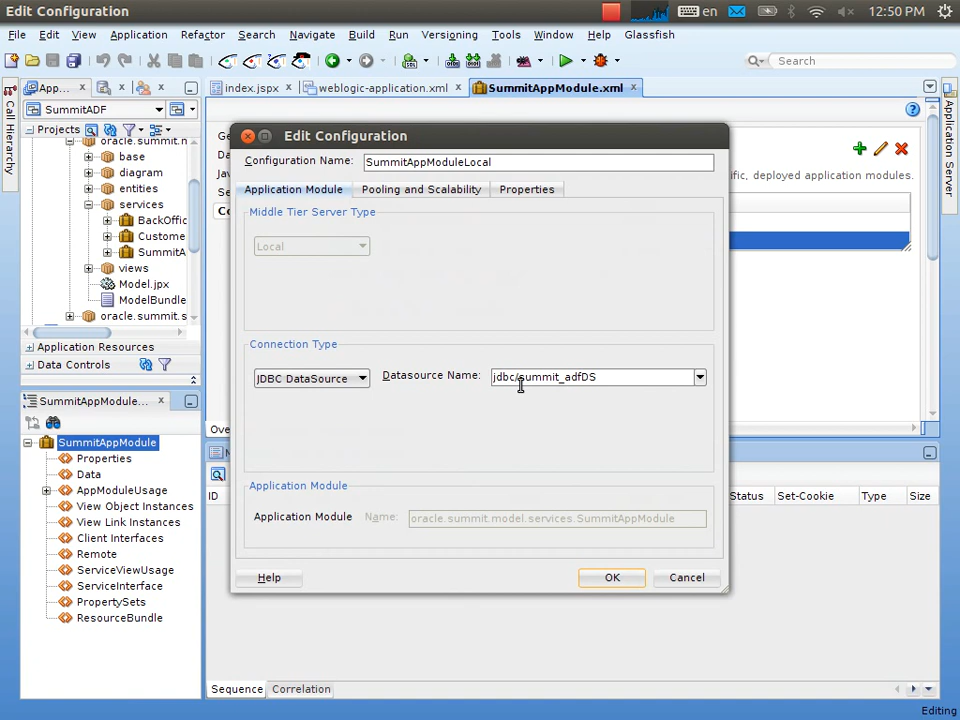 Edit Configuration
en
12:50 PM
File Edit View Application Refactor Search Navigate Build Run Versioning Tools Window Help Glassfish
Search
App...
index.jspx
weblogic-application.xml
SummitAppModule.xml
Call Hierarchy
Application Server
SummitADF
Projects
base
diagram
entities
services
BackOffic
Custome
SummitA
views
Model.jpx
ModelBundle
oracle.summit.s
Application Resources
Data Controls
SummitAppModule...
SummitAppModule
Properties
Data
AppModuleUsage
View Object Instances
View Link Instances
Client Interfaces
Remote
ServiceViewUsage
ServiceInterface
PropertySets
ResourceBundle
Edit Configuration
Configuration Name: SummitAppModuleLocal
Application Module Pooling and Scalability Properties
Middle Tier Server Type
Local
Connection Type
JDBC DataSource
Datasource Name: jdbc/summit_adfDS
Application Module
Application Module Name: oracle.summit.model.services.SummitAppModule
Help
OK
Cancel
deployed application modules.
ID
Status
Set-Cookie
Type
Size
Sequence
Correlation
Editing